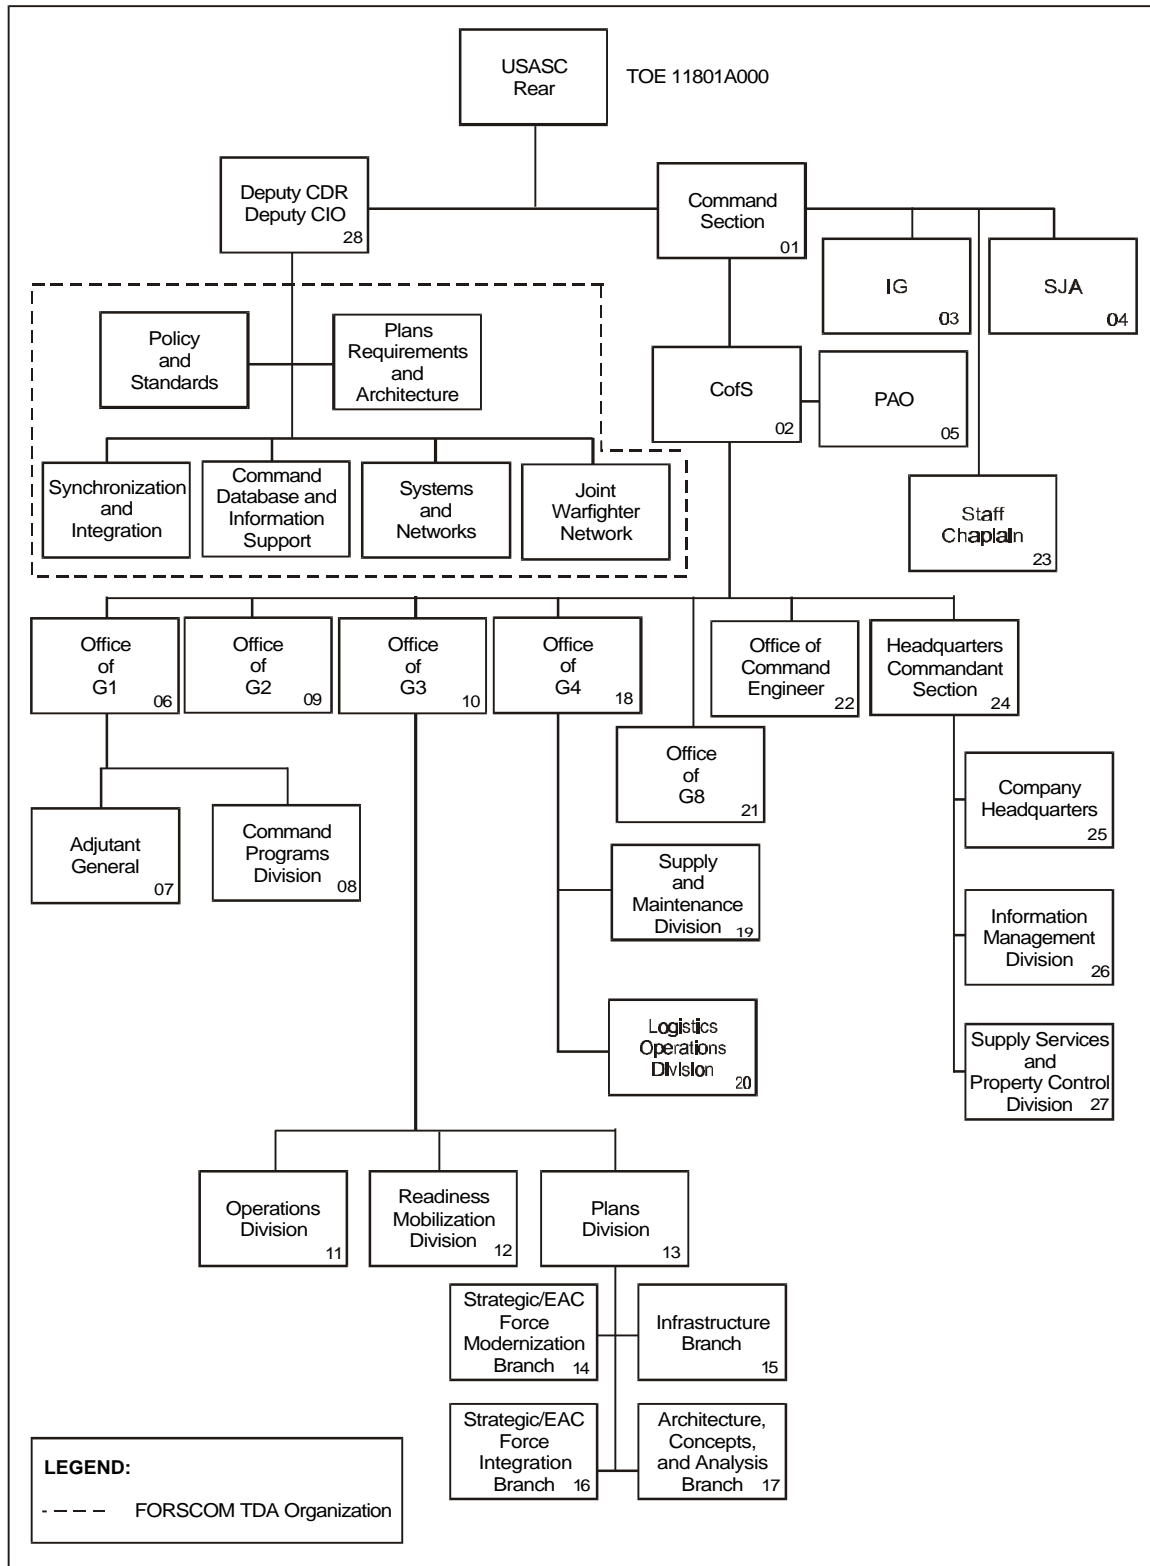 USASC
Rear
TOE 11801A000
Deputy CDR
Deputy CIO
28
Command
Section
01
IG
03
SJA
04
Policy
and
Standards
Plans
Requirements
and
Architecture
CofS
02
PAO
05
Synchronization
and
Integration
Command
Database and
Information
Support
Systems
and
Networks
Joint
Warfighter
Network
Staff
Chaplain
23
Office
of
G1
06
Office
of
G2
09
Office
of
G3
10
Office
of
G4
18
Office of
Command
Engineer
22
Headquarters
Commandant
Section
24
Office
of
G8
21
Company
Headquarters
25
Adjutant
General
07
Command
Programs
Division
08
Supply
and
Maintenance
Division
19
Information
Management
Division
26
Logistics
Operations
Division
20
Supply Services
and
Property Control
Division 27
Operations
Division
11
Readiness
Mobilization
Division
12
Plans
Division
13
Strategic/EAC
Force
Modernization
Branch 14
Infrastructure
Branch
15
Strategic/EAC
Force
Integration
Branch 16
Architecture,
Concepts,
and Analysis
Branch 17
LEGEND:
FORSCOM TDA Organization